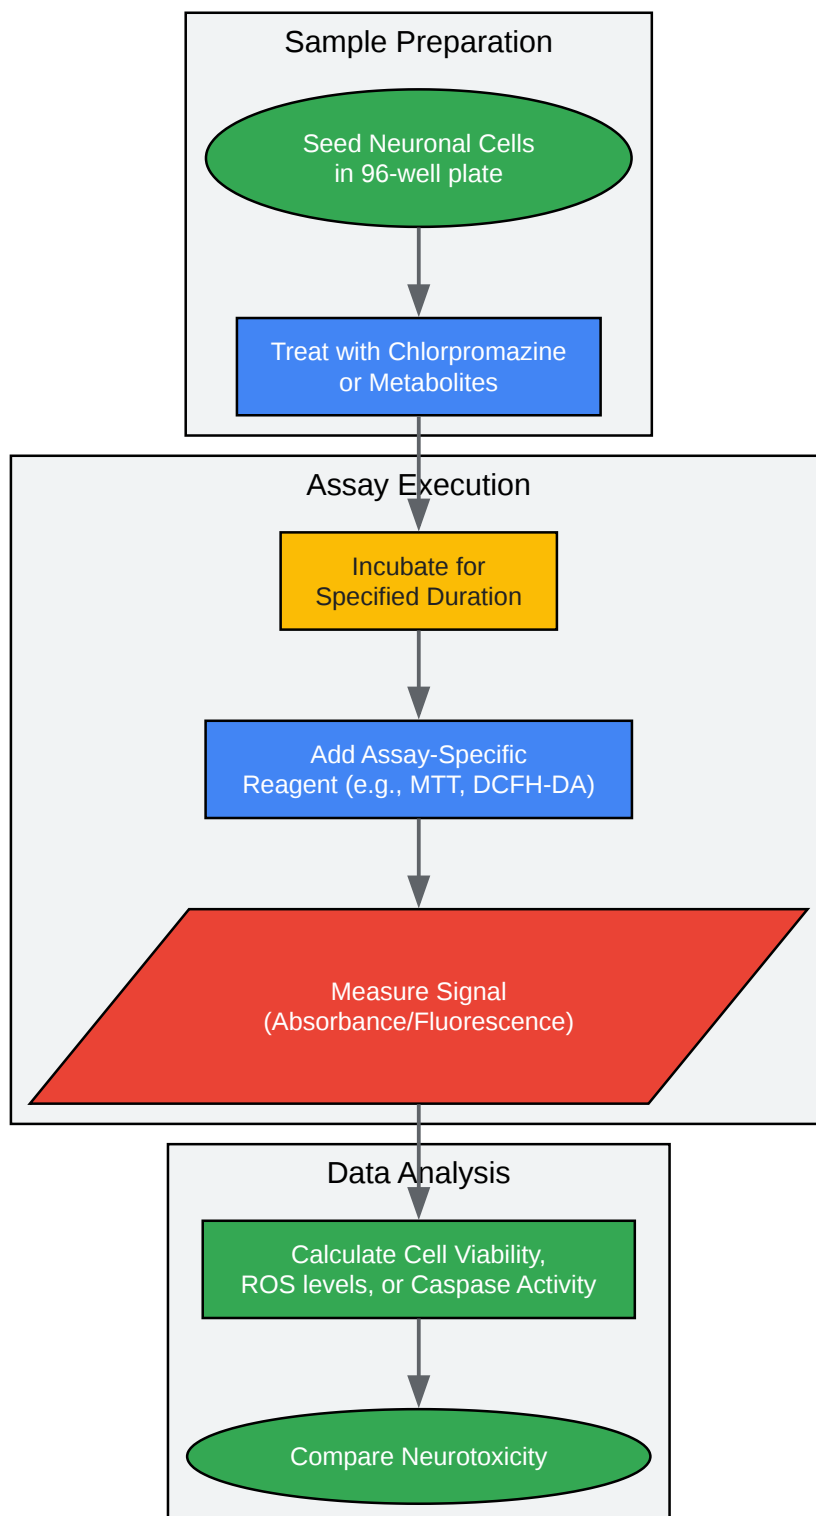 Sample Preparation
Seed Neuronal Cells
in 96-well plate
Treat with Chlorpromazine
or Metabolites
Assay Execution
Incubate for
Specified Duration
Add Assay-Specific
Reagent (e.g., MTT, DCFH-DA)
Measure Signal
(Absorbance/Fluorescence)
Data Analysis
Calculate Cell Viability,
ROS levels, or Caspase Activity
Compare Neurotoxicity